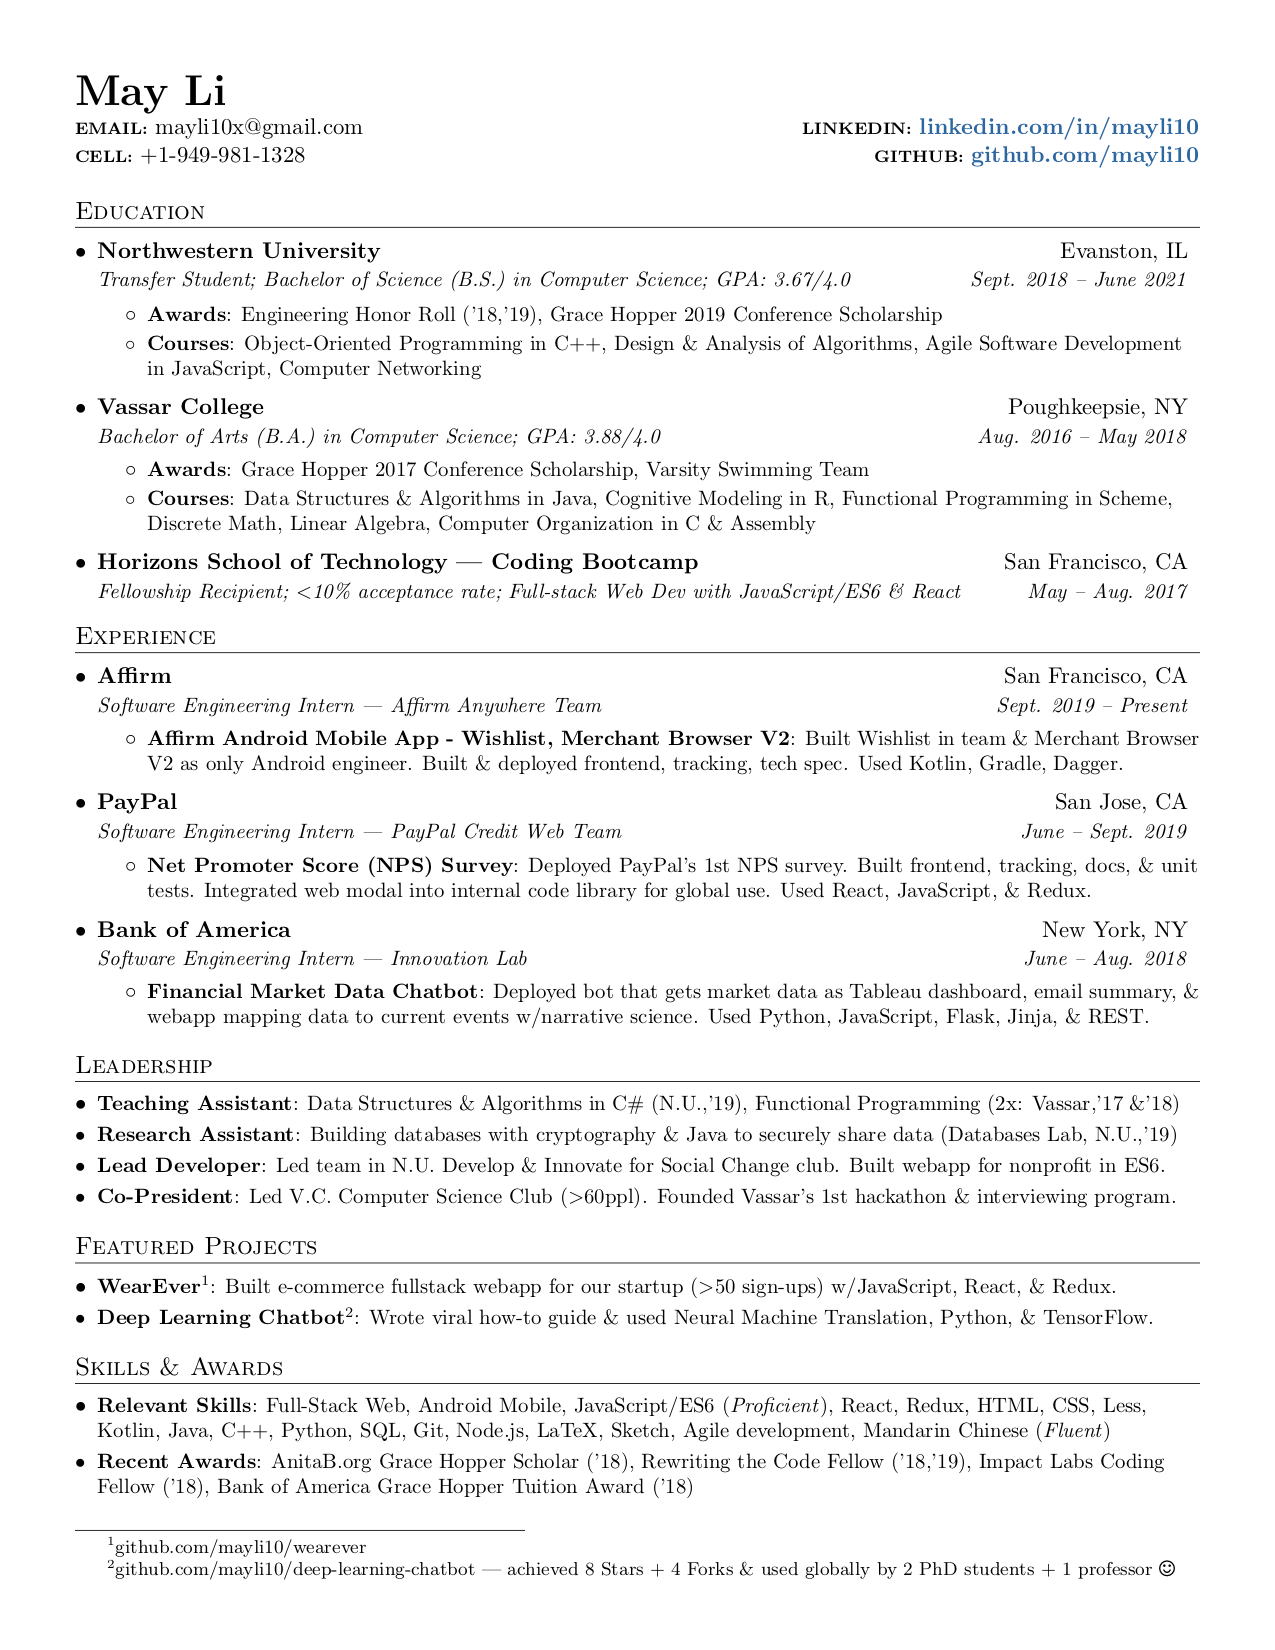 May Li
EMAIL: mayli10x@gmail.com LINKEDIN: linkedin.com/in/mayli10
CELL: +1-949-981-1328 GITHUB: github.com/mayli10
EDUCATION
• Northwestern University Evanston, IL
Transfer Student; Bachelor of Science (B.S.) in Computer Science; GPA: 3.67/4.0 Sept. 2018 – June 2021
◦ Awards: Engineering Honor Roll ('18,'19), Grace Hopper 2019 Conference Scholarship
◦ Courses: Object-Oriented Programming in C++, Design & Analysis of Algorithms, Agile Software Development
in JavaScript, Computer Networking
• Vassar College Poughkeepsie, NY
Bachelor of Arts (B.A.) in Computer Science; GPA: 3.88/4.0 Aug. 2016 – May 2018
◦ Awards: Grace Hopper 2017 Conference Scholarship, Varsity Swimming Team
◦ Courses: Data Structures & Algorithms in Java, Cognitive Modeling in R, Functional Programming in Scheme,
Discrete Math, Linear Algebra, Computer Organization in C & Assembly
• Horizons School of Technology — Coding Bootcamp San Francisco, CA
Fellowship Recipient; <10% acceptance rate; Full-stack Web Dev with JavaScript/ES6 & React May – Aug. 2017
EXPERIENCE
• Affirm San Francisco, CA
Software Engineering Intern — Affirm Anywhere Team Sept. 2019 – Present
◦ Affirm Android Mobile App - Wishlist, Merchant Browser V2: Built Wishlist in team & Merchant Browser
V2 as only Android engineer. Built & deployed frontend, tracking, tech spec. Used Kotlin, Gradle, Dagger.
• PayPal San Jose, CA
Software Engineering Intern — PayPal Credit Web Team June – Sept. 2019
◦ Net Promoter Score (NPS) Survey: Deployed PayPal's 1st NPS survey. Built frontend, tracking, docs, & unit
tests. Integrated web modal into internal code library for global use. Used React, JavaScript, & Redux.
• Bank of America New York, NY
Software Engineering Intern — Innovation Lab June – Aug. 2018
◦ Financial Market Data Chatbot: Deployed bot that gets market data as Tableau dashboard, email summary, &
webapp mapping data to current events w/narrative science. Used Python, JavaScript, Flask, Jinja, & REST.
LEADERSHIP
• Teaching Assistant: Data Structures & Algorithms in C# (N.U.,'19), Functional Programming (2x: Vassar,'17 &'18)
• Research Assistant: Building databases with cryptography & Java to securely share data (Databases Lab, N.U.,'19)
• Lead Developer: Led team in N.U. Develop & Innovate for Social Change club. Built webapp for nonprofit in ES6.
• Co-President: Led V.C. Computer Science Club (>60ppl). Founded Vassar's 1st hackathon & interviewing program.
FEATURED PROJECTS
• WearEver¹: Built e-commerce fullstack webapp for our startup (>50 sign-ups) w/JavaScript, React, & Redux.
• Deep Learning Chatbot²: Wrote viral how-to guide & used Neural Machine Translation, Python, & TensorFlow.
SKILLS & AWARDS
• Relevant Skills: Full-Stack Web, Android Mobile, JavaScript/ES6 (Proficient), React, Redux, HTML, CSS, Less,
Kotlin, Java, C++, Python, SQL, Git, Node.js, LaTeX, Sketch, Agile development, Mandarin Chinese (Fluent)
• Recent Awards: AnitaB.org Grace Hopper Scholar ('18), Rewriting the Code Fellow ('18,'19), Impact Labs Coding
Fellow ('18), Bank of America Grace Hopper Tuition Award ('18)
¹github.com/mayli10/wearever
²github.com/mayli10/deep-learning-chatbot — achieved 8 Stars + 4 Forks & used globally by 2 PhD students + 1 professor ☺